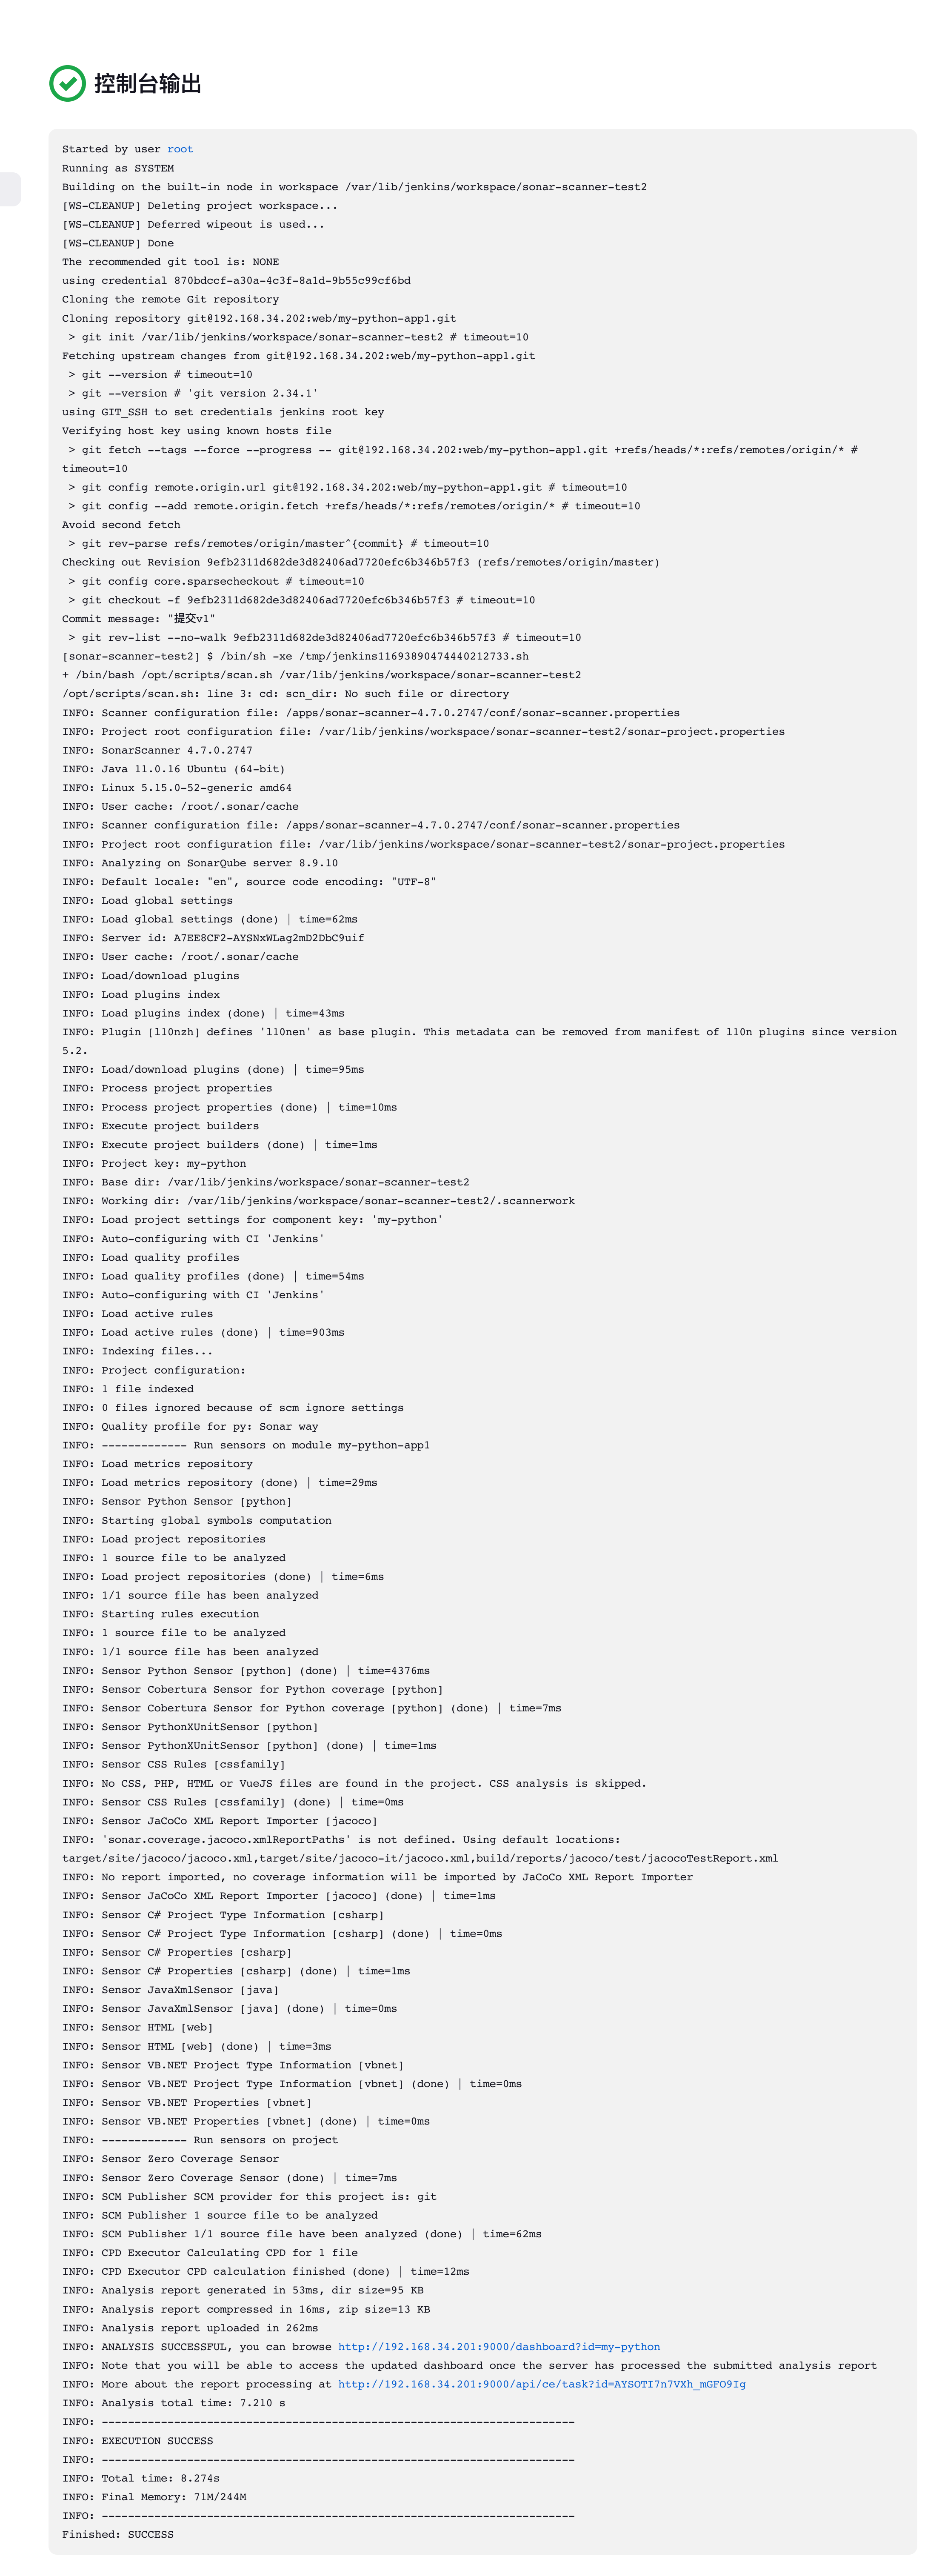 控制台输出
Started by user root
Running as SYSTEM
Building on the built-in node in workspace /var/lib/jenkins/workspace/sonar-scanner-test2
[WS-CLEANUP] Deleting project workspace...
[WS-CLEANUP] Deferred wipeout is used...
[WS-CLEANUP] Done
The recommended git tool is: NONE
using credential 870bdccf-a30a-4c3f-8a1d-9b55c99cf6bd
Cloning the remote Git repository
Cloning repository git@192.168.34.202:web/my-python-app1.git
 > git init /var/lib/jenkins/workspace/sonar-scanner-test2 # timeout=10
Fetching upstream changes from git@192.168.34.202:web/my-python-app1.git
 > git --version # timeout=10
 > git --version # 'git version 2.34.1'
using GIT_SSH to set credentials jenkins root key
Verifying host key using known hosts file
 > git fetch --tags --force --progress -- git@192.168.34.202:web/my-python-app1.git +refs/heads/*:refs/remotes/origin/* #
timeout=10
 > git config remote.origin.url git@192.168.34.202:web/my-python-app1.git # timeout=10
 > git config --add remote.origin.fetch +refs/heads/*:refs/remotes/origin/* # timeout=10
Avoid second fetch
 > git rev-parse refs/remotes/origin/master^{commit} # timeout=10
Checking out Revision 9efb2311d682de3d82406ad7720efc6b346b57f3 (refs/remotes/origin/master)
 > git config core.sparsecheckout # timeout=10
 > git checkout -f 9efb2311d682de3d82406ad7720efc6b346b57f3 # timeout=10
Commit message: "提交v1"
 > git rev-list --no-walk 9efb2311d682de3d82406ad7720efc6b346b57f3 # timeout=10
[sonar-scanner-test2] $ /bin/sh -xe /tmp/jenkins11693890474440212733.sh
+ /bin/bash /opt/scripts/scan.sh /var/lib/jenkins/workspace/sonar-scanner-test2
/opt/scripts/scan.sh: line 3: cd: scn_dir: No such file or directory
INFO: Scanner configuration file: /apps/sonar-scanner-4.7.0.2747/conf/sonar-scanner.properties
INFO: Project root configuration file: /var/lib/jenkins/workspace/sonar-scanner-test2/sonar-project.properties
INFO: SonarScanner 4.7.0.2747
INFO: Java 11.0.16 Ubuntu (64-bit)
INFO: Linux 5.15.0-52-generic amd64
INFO: User cache: /root/.sonar/cache
INFO: Scanner configuration file: /apps/sonar-scanner-4.7.0.2747/conf/sonar-scanner.properties
INFO: Project root configuration file: /var/lib/jenkins/workspace/sonar-scanner-test2/sonar-project.properties
INFO: Analyzing on SonarQube server 8.9.10
INFO: Default locale: "en", source code encoding: "UTF-8"
INFO: Load global settings
INFO: Load global settings (done) | time=62ms
INFO: Server id: A7EE8CF2-AYSNxWLag2mD2DbC9uif
INFO: User cache: /root/.sonar/cache
INFO: Load/download plugins
INFO: Load plugins index
INFO: Load plugins index (done) | time=43ms
INFO: Plugin [l10nzh] defines 'l10nen' as base plugin. This metadata can be removed from manifest of l10n plugins since version
5.2.
INFO: Load/download plugins (done) | time=95ms
INFO: Process project properties
INFO: Process project properties (done) | time=10ms
INFO: Execute project builders
INFO: Execute project builders (done) | time=1ms
INFO: Project key: my-python
INFO: Base dir: /var/lib/jenkins/workspace/sonar-scanner-test2
INFO: Working dir: /var/lib/jenkins/workspace/sonar-scanner-test2/.scannerwork
INFO: Load project settings for component key: 'my-python'
INFO: Auto-configuring with CI 'Jenkins'
INFO: Load quality profiles
INFO: Load quality profiles (done) | time=54ms
INFO: Auto-configuring with CI 'Jenkins'
INFO: Load active rules
INFO: Load active rules (done) | time=903ms
INFO: Indexing files...
INFO: Project configuration:
INFO: 1 file indexed
INFO: 0 files ignored because of scm ignore settings
INFO: Quality profile for py: Sonar way
INFO: ------------- Run sensors on module my-python-app1
INFO: Load metrics repository
INFO: Load metrics repository (done) | time=29ms
INFO: Sensor Python Sensor [python]
INFO: Starting global symbols computation
INFO: Load project repositories
INFO: 1 source file to be analyzed
INFO: Load project repositories (done) | time=6ms
INFO: 1/1 source file has been analyzed
INFO: Starting rules execution
INFO: 1 source file to be analyzed
INFO: 1/1 source file has been analyzed
INFO: Sensor Python Sensor [python] (done) | time=4376ms
INFO: Sensor Cobertura Sensor for Python coverage [python]
INFO: Sensor Cobertura Sensor for Python coverage [python] (done) | time=7ms
INFO: Sensor PythonXUnitSensor [python]
INFO: Sensor PythonXUnitSensor [python] (done) | time=1ms
INFO: Sensor CSS Rules [cssfamily]
INFO: No CSS, PHP, HTML or VueJS files are found in the project. CSS analysis is skipped.
INFO: Sensor CSS Rules [cssfamily] (done) | time=0ms
INFO: Sensor JaCoCo XML Report Importer [jacoco]
INFO: 'sonar.coverage.jacoco.xmlReportPaths' is not defined. Using default locations:
target/site/jacoco/jacoco.xml,target/site/jacoco-it/jacoco.xml,build/reports/jacoco/test/jacocoTestReport.xml
INFO: No report imported, no coverage information will be imported by JaCoCo XML Report Importer
INFO: Sensor JaCoCo XML Report Importer [jacoco] (done) | time=1ms
INFO: Sensor C# Project Type Information [csharp]
INFO: Sensor C# Project Type Information [csharp] (done) | time=0ms
INFO: Sensor C# Properties [csharp]
INFO: Sensor C# Properties [csharp] (done) | time=1ms
INFO: Sensor JavaXmlSensor [java]
INFO: Sensor JavaXmlSensor [java] (done) | time=0ms
INFO: Sensor HTML [web]
INFO: Sensor HTML [web] (done) | time=3ms
INFO: Sensor VB.NET Project Type Information [vbnet]
INFO: Sensor VB.NET Project Type Information [vbnet] (done) | time=0ms
INFO: Sensor VB.NET Properties [vbnet]
INFO: Sensor VB.NET Properties [vbnet] (done) | time=0ms
INFO: ------------- Run sensors on project
INFO: Sensor Zero Coverage Sensor
INFO: Sensor Zero Coverage Sensor (done) | time=7ms
INFO: SCM Publisher SCM provider for this project is: git
INFO: SCM Publisher 1 source file to be analyzed
INFO: SCM Publisher 1/1 source file have been analyzed (done) | time=62ms
INFO: CPD Executor Calculating CPD for 1 file
INFO: CPD Executor CPD calculation finished (done) | time=12ms
INFO: Analysis report generated in 53ms, dir size=95 KB
INFO: Analysis report compressed in 16ms, zip size=13 KB
INFO: Analysis report uploaded in 262ms
INFO: ANALYSIS SUCCESSFUL, you can browse http://192.168.34.201:9000/dashboard?id=my-python
INFO: Note that you will be able to access the updated dashboard once the server has processed the submitted analysis report
INFO: More about the report processing at http://192.168.34.201:9000/api/ce/task?id=AYSOTI7n7VXh_mGFO9Ig
INFO: Analysis total time: 7.210 s
INFO: ------------------------------------------------------------------------
INFO: EXECUTION SUCCESS
INFO: ------------------------------------------------------------------------
INFO: Total time: 8.274s
INFO: Final Memory: 71M/244M
INFO: ------------------------------------------------------------------------
Finished: SUCCESS